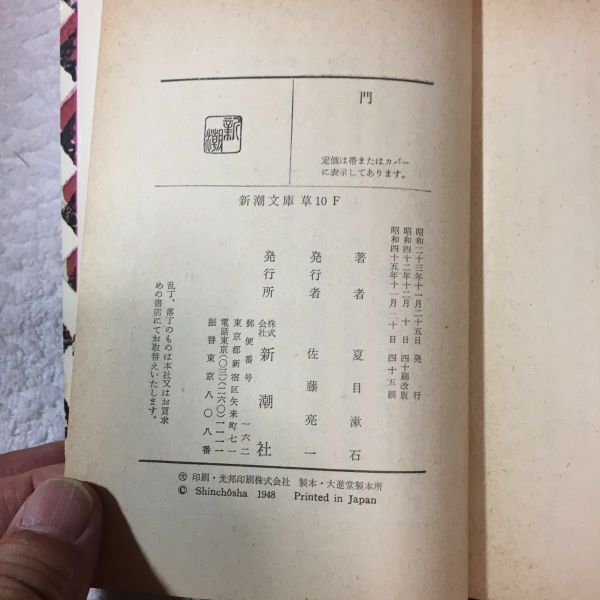 門
定価は帯またはカバー
に表示してあります。
新潮
新潮文庫 草10F
昭和二十三年十一月二十五日 発行
昭和四十二年十二月 十 日 四十刷改版
昭和四十五年十一月二十日 四十五刷
著者 夏目漱石
発行者 佐藤亮一
発行所 株式会社 新潮社
郵便番号 一六二
東京都新宿区矢来町七一
電話東京(〇三)(二六〇)一一一一
振替東京 八〇八番
乱丁、落丁のものは本社又はお買求
めの書店にてお取替えいたします。
印刷・光邦印刷株式会社 製本・大進堂製本所
© Shinchôsha 1948 Printed in Japan